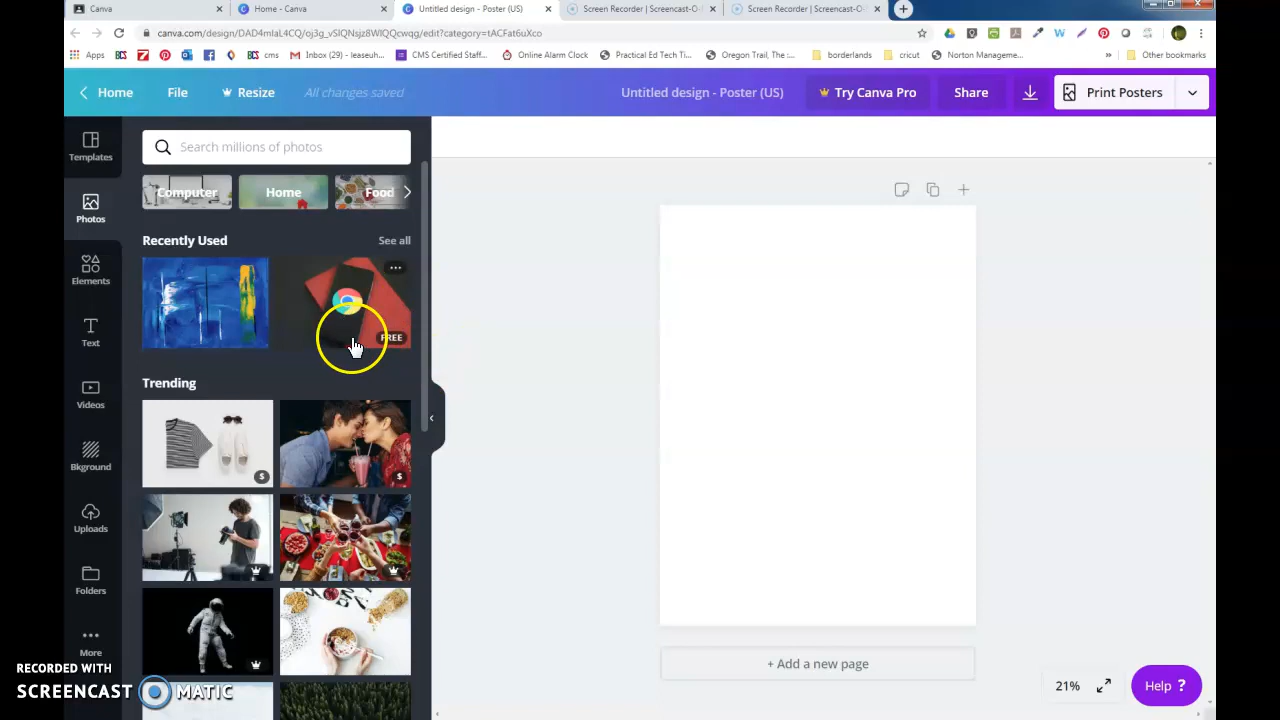 Canva
Home - Canva
Untitled design - Poster (US)
Screen Recorder | Screencast-O-
Screen Recorder | Screencast-O-
canva.com/design/DAD4mIaL4CQ/oj3g_vSlQNsjz8WlQQcwqg/edit?category=tACFat6uXco
Apps
BCS
cms
Inbox (29) - leaseuh...
CMS Certified Staff...
Online Alarm Clock
Practical Ed Tech Ti...
Oregon Trail, The :...
borderlands
cricut
Norton Manageme...
»
Other bookmarks
Home
File
Resize
All changes saved
Untitled design - Poster (US)
Try Canva Pro
Share
Print Posters
Templates
Photos
Elements
Text
Videos
Bkground
Uploads
Folders
More
Search millions of photos
Computer
Home
Food
Recently Used
See all
FREE
Trending
$
$
+ Add a new page
21%
Help ?
RECORDED WITH
SCREENCAST MATIC